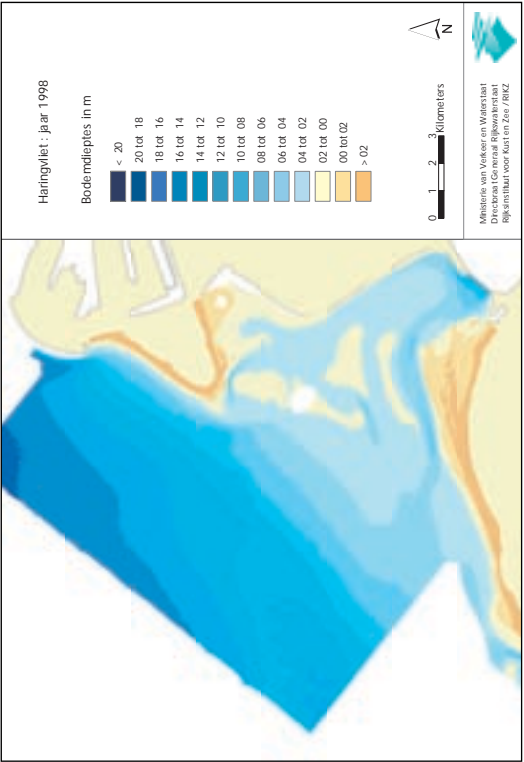 Haringvliet : jaar 1998
Bodemdieptes in m
< 20
20 tot 18
18 tot 16
16 tot 14
14 tot 12
12 tot 10
10 tot 08
08 tot 06
06 tot 04
04 tot 02
02 tot 00
00 tot 02
> 02
0 1 2 3 Kilometers
N
Ministerie van Verkeer en Waterstaat
Directoraat Generaal Rijkswaterstaat
Rijksinstituut voor Kust en Zee / RIKZ